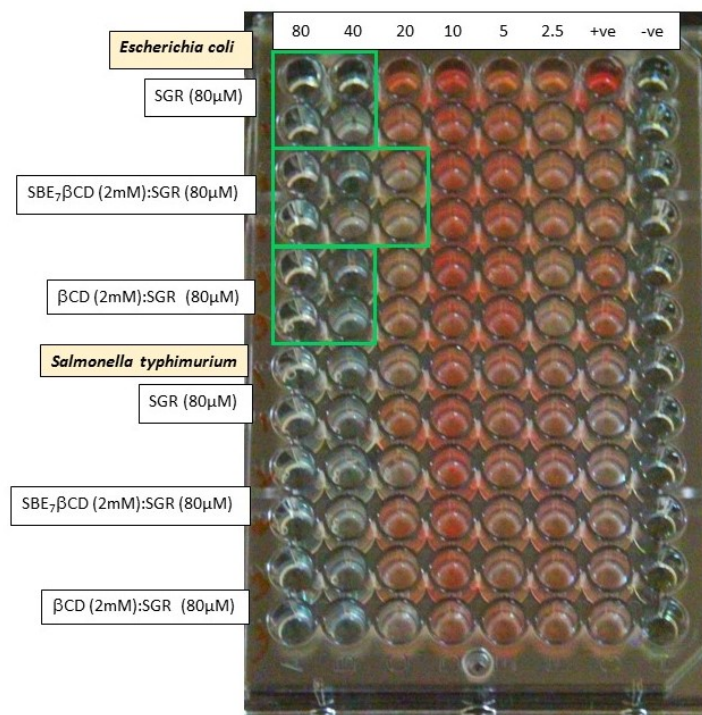 80 40 20 10 5 2.5 +ve -ve
Escherichia coli
SGR (80µM)
SBE₇βCD (2mM):SGR (80µM)
βCD (2mM):SGR (80µM)
Salmonella typhimurium
SGR (80µM)
SBE₇βCD (2mM):SGR (80µM)
βCD (2mM):SGR (80µM)
A B C D E F G H